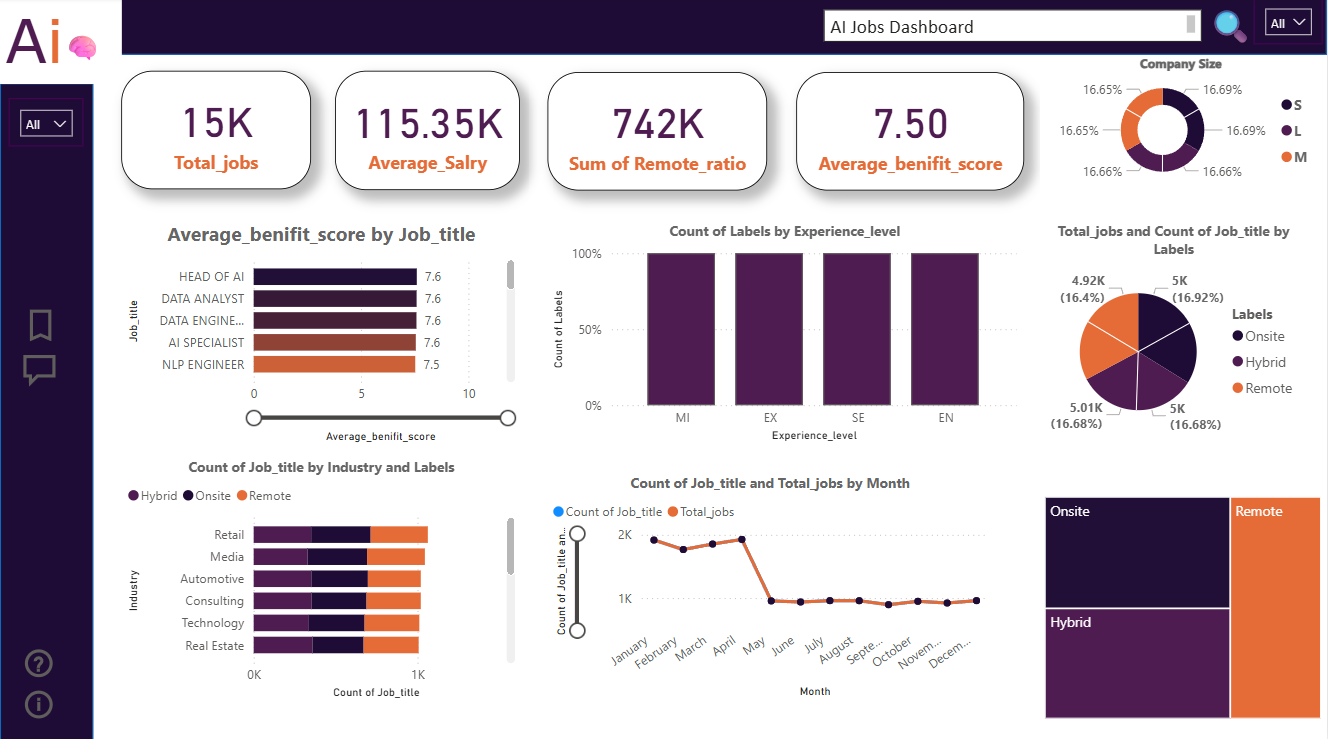 Ai
AI Jobs Dashboard
All
All
15K
Total_jobs
115.35K
Average_Salry
742K
Sum of Remote_ratio
7.50
Average_benifit_score
Company Size
16.65%
16.69%
16.65%
16.69%
16.66%
16.66%
S
L
M
Average_benifit_score by Job_title
Job_title
HEAD OF AI
7.6
DATA ANALYST
7.6
DATA ENGINE...
7.6
AI SPECIALIST
7.6
NLP ENGINEER
7.5
0
5
10
Average_benifit_score
Count of Labels by Experience_level
Count of Labels
100%
50%
0%
MI
EX
SE
EN
Experience_level
Total_jobs and Count of Job_title by
Labels
4.92K
(16.4%)
5K
(16.92%)
5.01K
(16.68%)
5K
(16.68%)
Labels
Onsite
Hybrid
Remote
Count of Job_title by Industry and Labels
Hybrid Onsite Remote
Industry
Retail
Media
Automotive
Consulting
Technology
Real Estate
0K
1K
Count of Job_title
Count of Job_title and Total_jobs by Month
Count of Job_title Total_jobs
Count of Job_title an...
2K
1K
January
February
March
April
May
June
July
August
Septe...
October
Novem...
Decem...
Month
Onsite
Remote
Hybrid
?
i